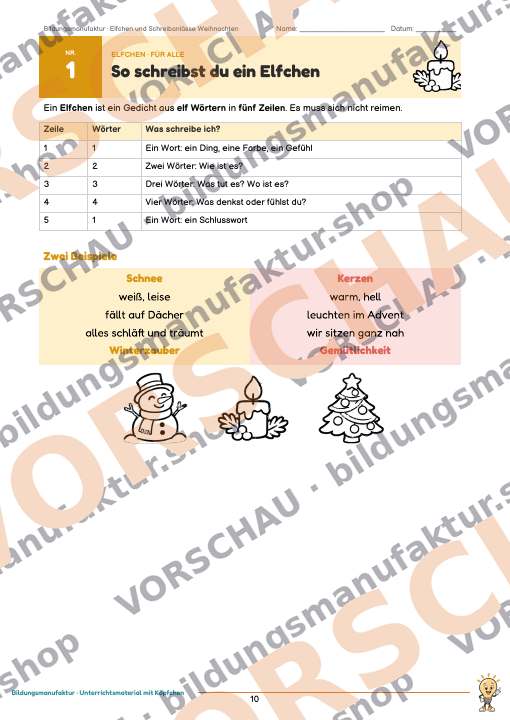 Bildungsmanufaktur · Elfchen und Schreibanlässe Weihnachten Name: Datum:
NR.
1
ELFCHEN · FÜR ALLE
So schreibst du ein Elfchen
Ein Elfchen ist ein Gedicht aus elf Wörtern in fünf Zeilen. Es muss sich nicht reimen.
Zeile Wörter Was schreibe ich?
1 1 Ein Wort: ein Ding, eine Farbe, ein Gefühl
2 2 Zwei Wörter: Wie ist es?
3 3 Drei Wörter: Was tut es? Wo ist es?
4 4 Vier Wörter: Was denkst oder fühlst du?
5 1 Ein Wort: ein Schlusswort
Zwei Beispiele
Schnee
weiß, leise
fällt auf Dächer
alles schläft und träumt
Winterzauber
Kerzen
warm, hell
leuchten im Advent
wir sitzen ganz nah
Gemütlichkeit
VORSCHAU · bildungsmanufaktur.shop
Bildungsmanufaktur · Unterrichtsmaterial mit Köpfchen
10